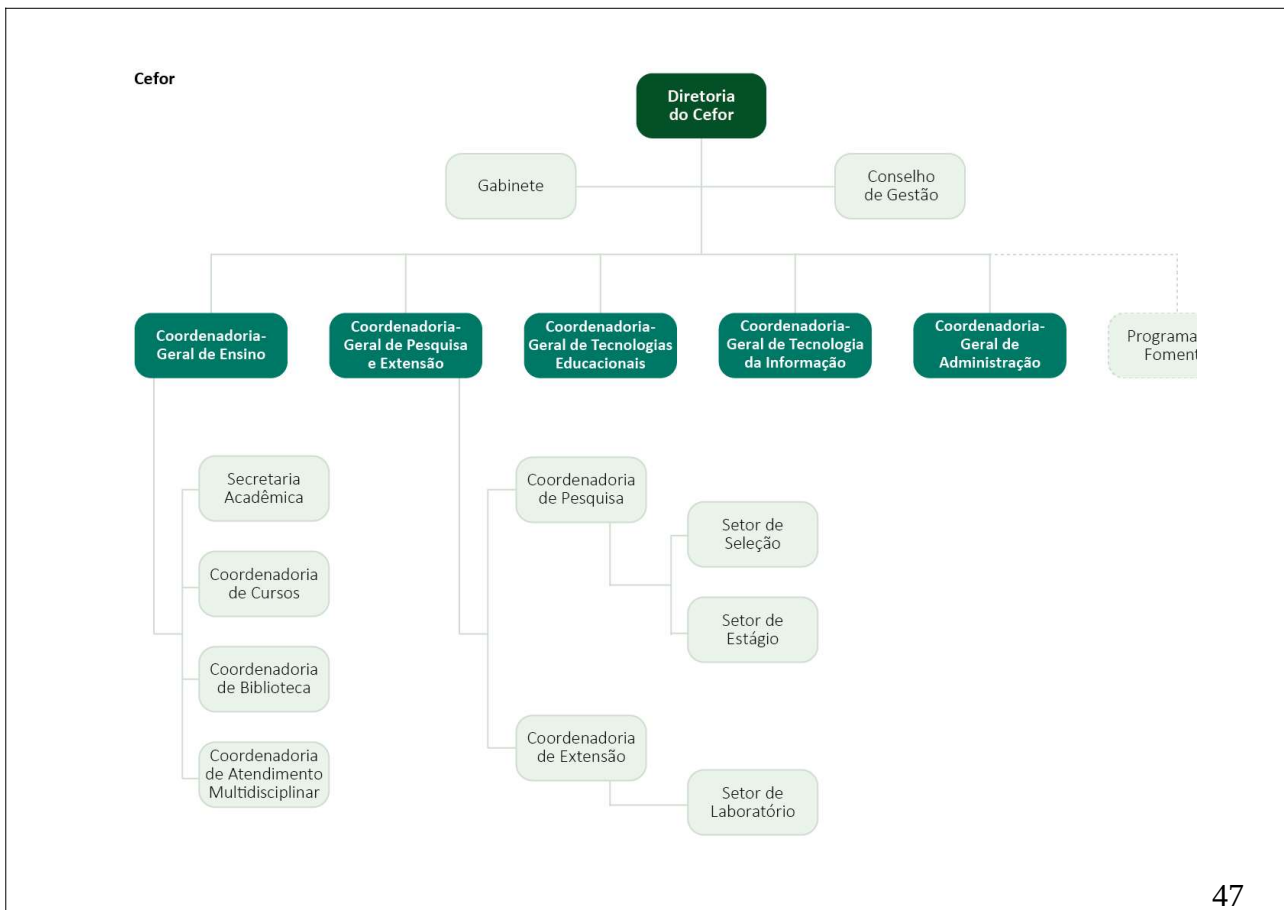 Cefor
Diretoria
do Cefor
Gabinete
Conselho
de Gestão
Coordenadoria-
Geral de Ensino
Coordenadoria-
Geral de Pesquisa
e Extensão
Coordenadoria-
Geral de Tecnologias
Educacionais
Coordenadoria-
Geral de Tecnologia
da Informação
Coordenadoria-
Geral de
Administração
Programa
Foment
Secretaria
Acadêmica
Coordenadoria
de Cursos
Coordenadoria
de Biblioteca
Coordenadoria
de Atendimento
Multidisciplinar
Coordenadoria
de Pesquisa
Setor de
Seleção
Setor de
Estágio
Coordenadoria
de Extensão
Setor de
Laboratório
47